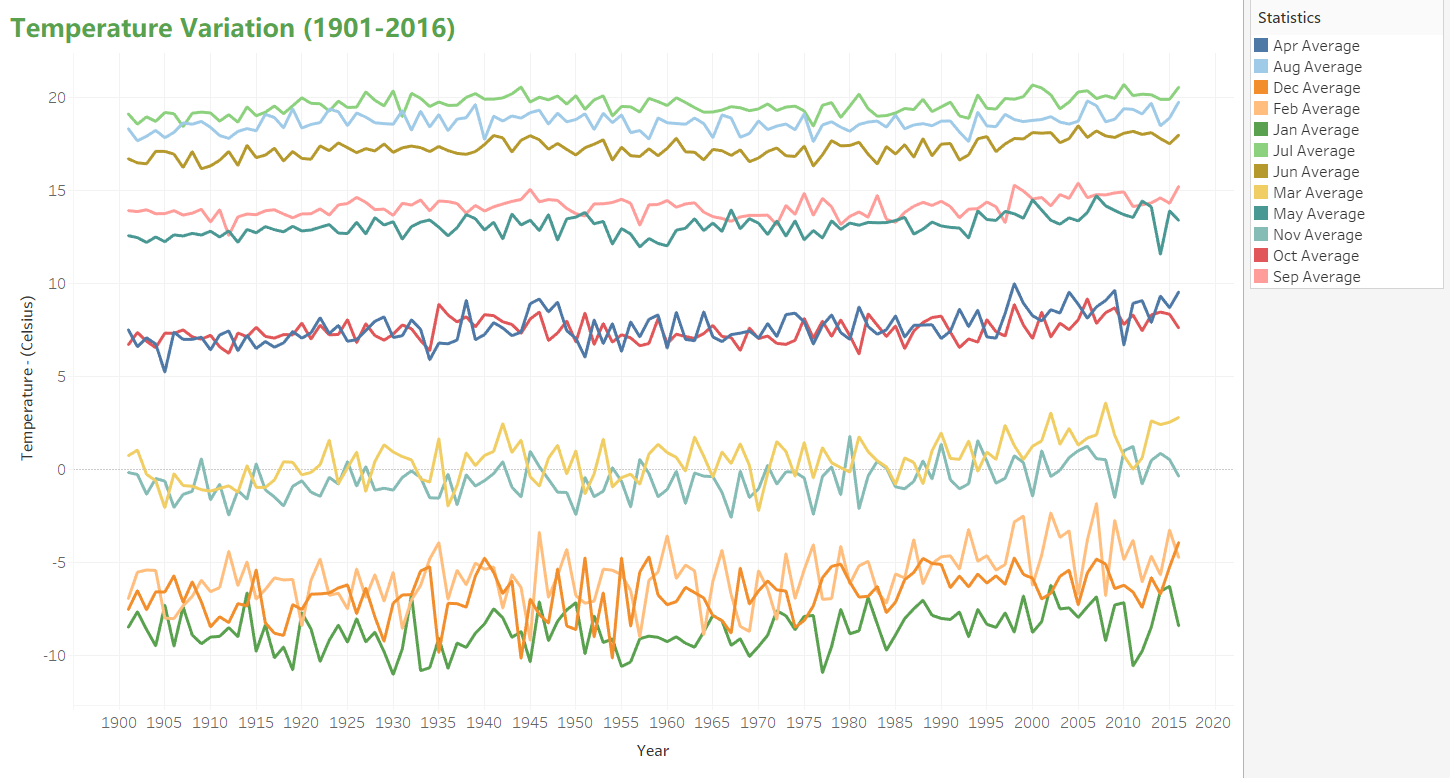 Temperature Variation (1901-2016)
Statistics
Apr Average
Aug Average
Dec Average
Feb Average
Jan Average
Jul Average
Jun Average
Mar Average
May Average
Nov Average
Oct Average
Sep Average
Temperature - (Celsius)
20
15
10
5
0
-5
-10
1900 1905 1910 1915 1920 1925 1930 1935 1940 1945 1950 1955 1960 1965 1970 1975 1980 1985 1990 1995 2000 2005 2010 2015 2020
Year